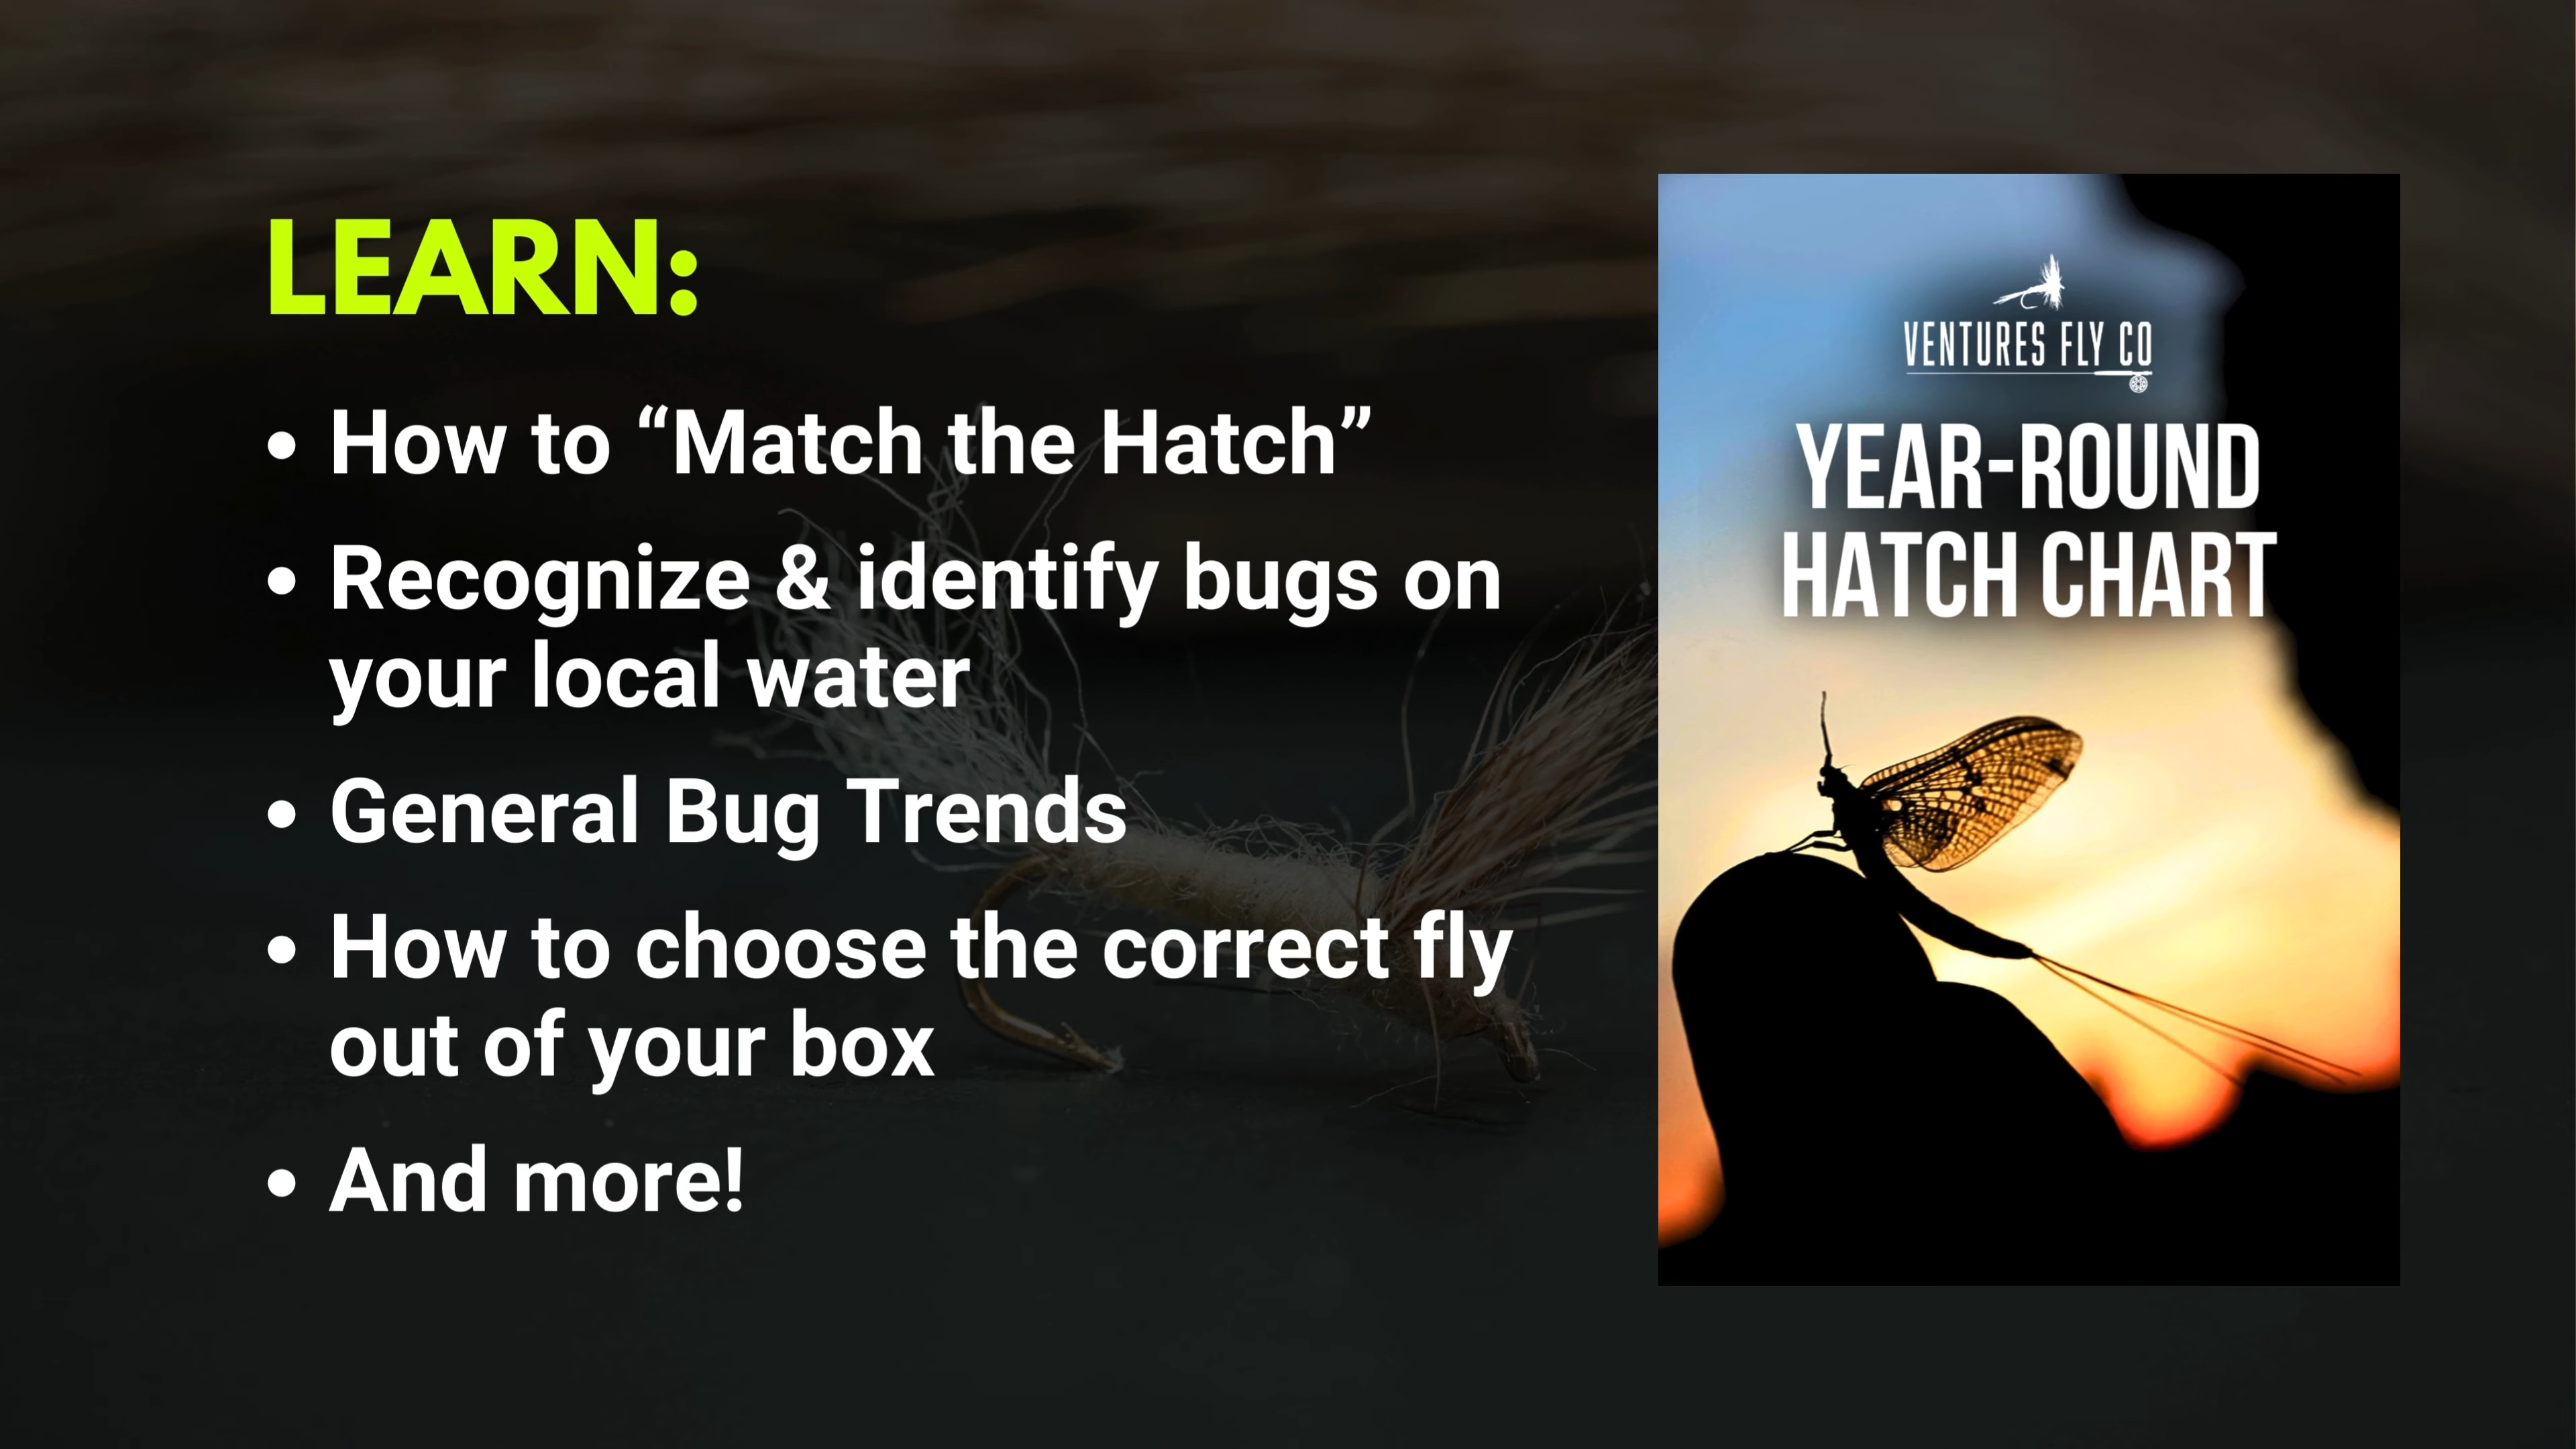 LEARN:
• How to “Match the Hatch”
• Recognize & identify bugs on
your local water
• General Bug Trends
• How to choose the correct fly
out of your box
• And more!
VENTURES FLY CO
YEAR-ROUND
HATCH CHART